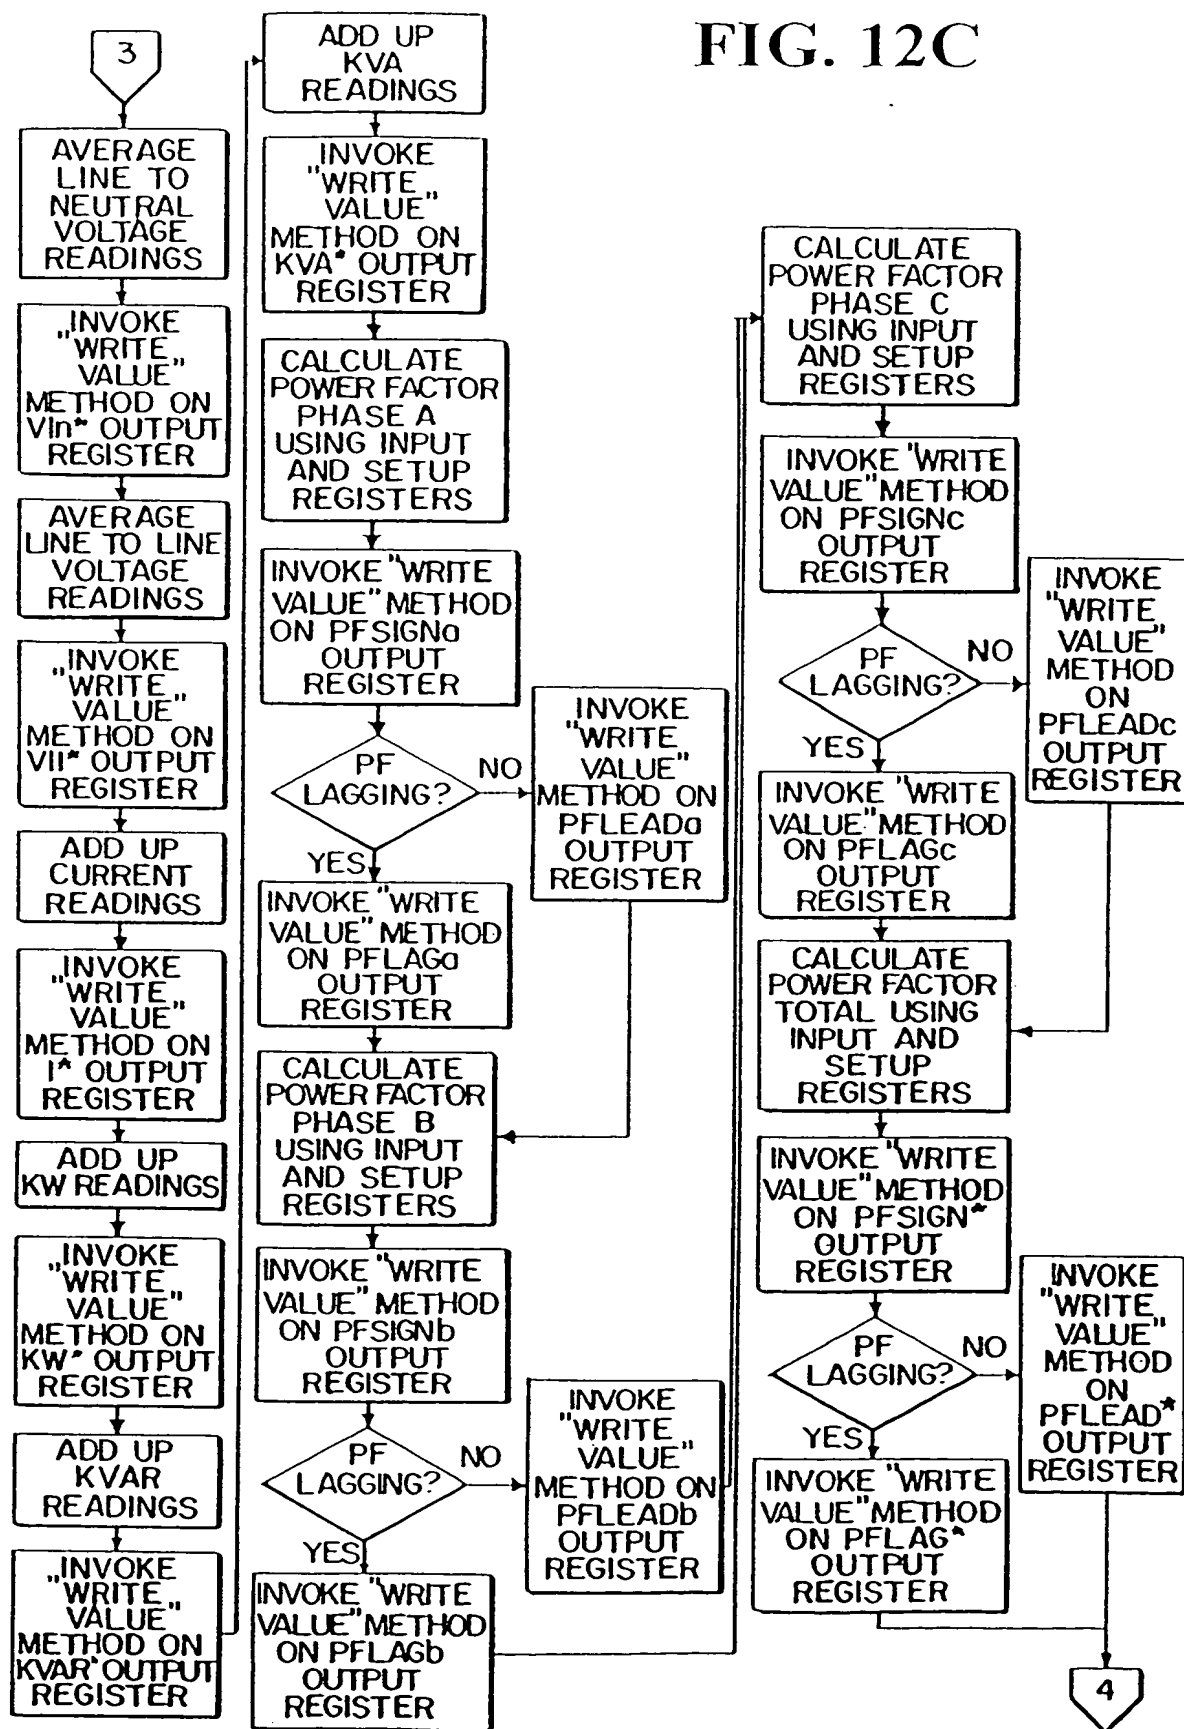 FIG. 12C
3
AVERAGE
LINE TO
NEUTRAL
VOLTAGE
READINGS
INVOKE
"WRITE
VALUE"
METHOD ON
Vln* OUTPUT
REGISTER
AVERAGE
LINE TO LINE
VOLTAGE
READINGS
INVOKE
"WRITE
VALUE"
METHOD ON
Vll* OUTPUT
REGISTER
ADD UP
CURRENT
READINGS
INVOKE
"WRITE
VALUE"
METHOD ON
I* OUTPUT
REGISTER
ADD UP
KW READINGS
INVOKE
"WRITE
VALUE"
METHOD ON
KW* OUTPUT
REGISTER
ADD UP
KVAR
READINGS
INVOKE
"WRITE
VALUE"
METHOD ON
KVAR* OUTPUT
REGISTER
ADD UP
KVA
READINGS
INVOKE
"WRITE
VALUE"
METHOD ON
KVA* OUTPUT
REGISTER
CALCULATE
POWER FACTOR
PHASE A
USING INPUT
AND SETUP
REGISTERS
INVOKE "WRITE
VALUE" METHOD
ON PFSIGNa
OUTPUT
REGISTER
PF
LAGGING?
NO
INVOKE
"WRITE
VALUE"
METHOD ON
PFLEADa
OUTPUT
REGISTER
YES
INVOKE "WRITE
VALUE" METHOD
ON PFLAGa
OUTPUT
REGISTER
CALCULATE
POWER FACTOR
PHASE B
USING INPUT
AND SETUP
REGISTERS
INVOKE "WRITE
VALUE" METHOD
ON PFSIGNb
OUTPUT
REGISTER
PF
LAGGING?
NO
INVOKE
"WRITE
VALUE"
METHOD ON
PFLEADb
OUTPUT
REGISTER
YES
INVOKE "WRITE
VALUE" METHOD
ON PFLAGb
OUTPUT
REGISTER
CALCULATE
POWER FACTOR
PHASE C
USING INPUT
AND SETUP
REGISTERS
INVOKE "WRITE
VALUE" METHOD
ON PFSIGNc
OUTPUT
REGISTER
PF
LAGGING?
NO
INVOKE
"WRITE
VALUE"
METHOD
ON
PFLEADc
OUTPUT
REGISTER
YES
INVOKE "WRITE
VALUE" METHOD
ON PFLAGc
OUTPUT
REGISTER
CALCULATE
POWER FACTOR
TOTAL USING
INPUT AND
SETUP
REGISTERS
INVOKE "WRITE
VALUE" METHOD
ON PFSIGN*
OUTPUT
REGISTER
PF
LAGGING?
NO
INVOKE
"WRITE
VALUE"
METHOD
ON
PFLEAD*
OUTPUT
REGISTER
YES
INVOKE "WRITE
VALUE" METHOD
ON PFLAG*
OUTPUT
REGISTER
4